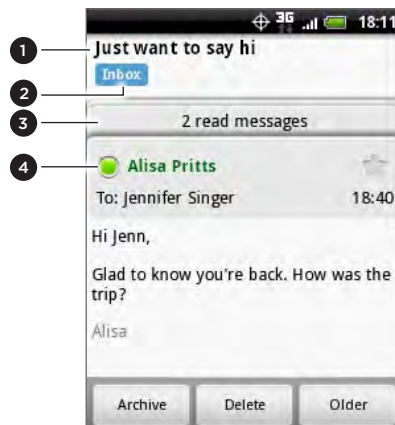 3G 18:11
1 Just want to say hi
Inbox
2
3 2 read messages
4 Alisa Pritts
To: Jennifer Singer 18:40
Hi Jenn,
Glad to know you're back. How was the
trip?
Alisa
Archive Delete Older